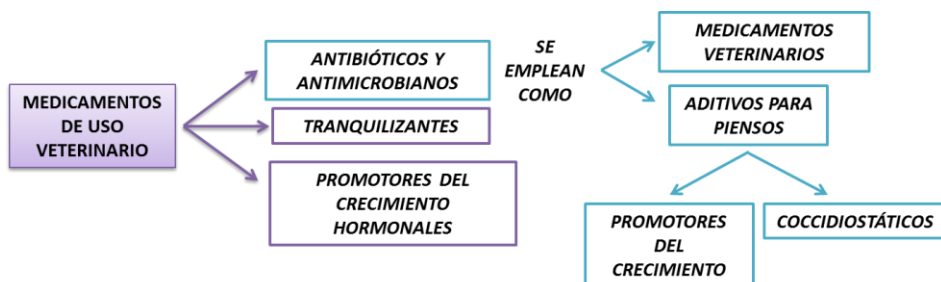 MEDICAMENTOS
DE USO
VETERINARIO
ANTIBIÓTICOS Y
ANTIMICROBIANOS
TRANQUILIZANTES
PROMOTORES DEL
CRECIMIENTO
HORMONALES
SE
EMPLEAN
COMO
MEDICAMENTOS
VETERINARIOS
ADITIVOS PARA
PIENSOS
PROMOTORES
DEL
CRECIMIENTO
COCCIDIOSTÁTICOS